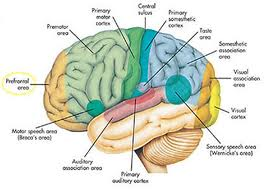 Premotor
area
Primary
motor
cortex
Central
sulcus
Primary
somesthetic
cortex
Taste
area
Somesthetic
association
area
Visual
association
area
Visual
cortex
Prefrontal
area
Motor speech area
(Broca's area)
Auditory
association area
Primary
auditory cortex
Sensory speech area
(Wernicke's area)